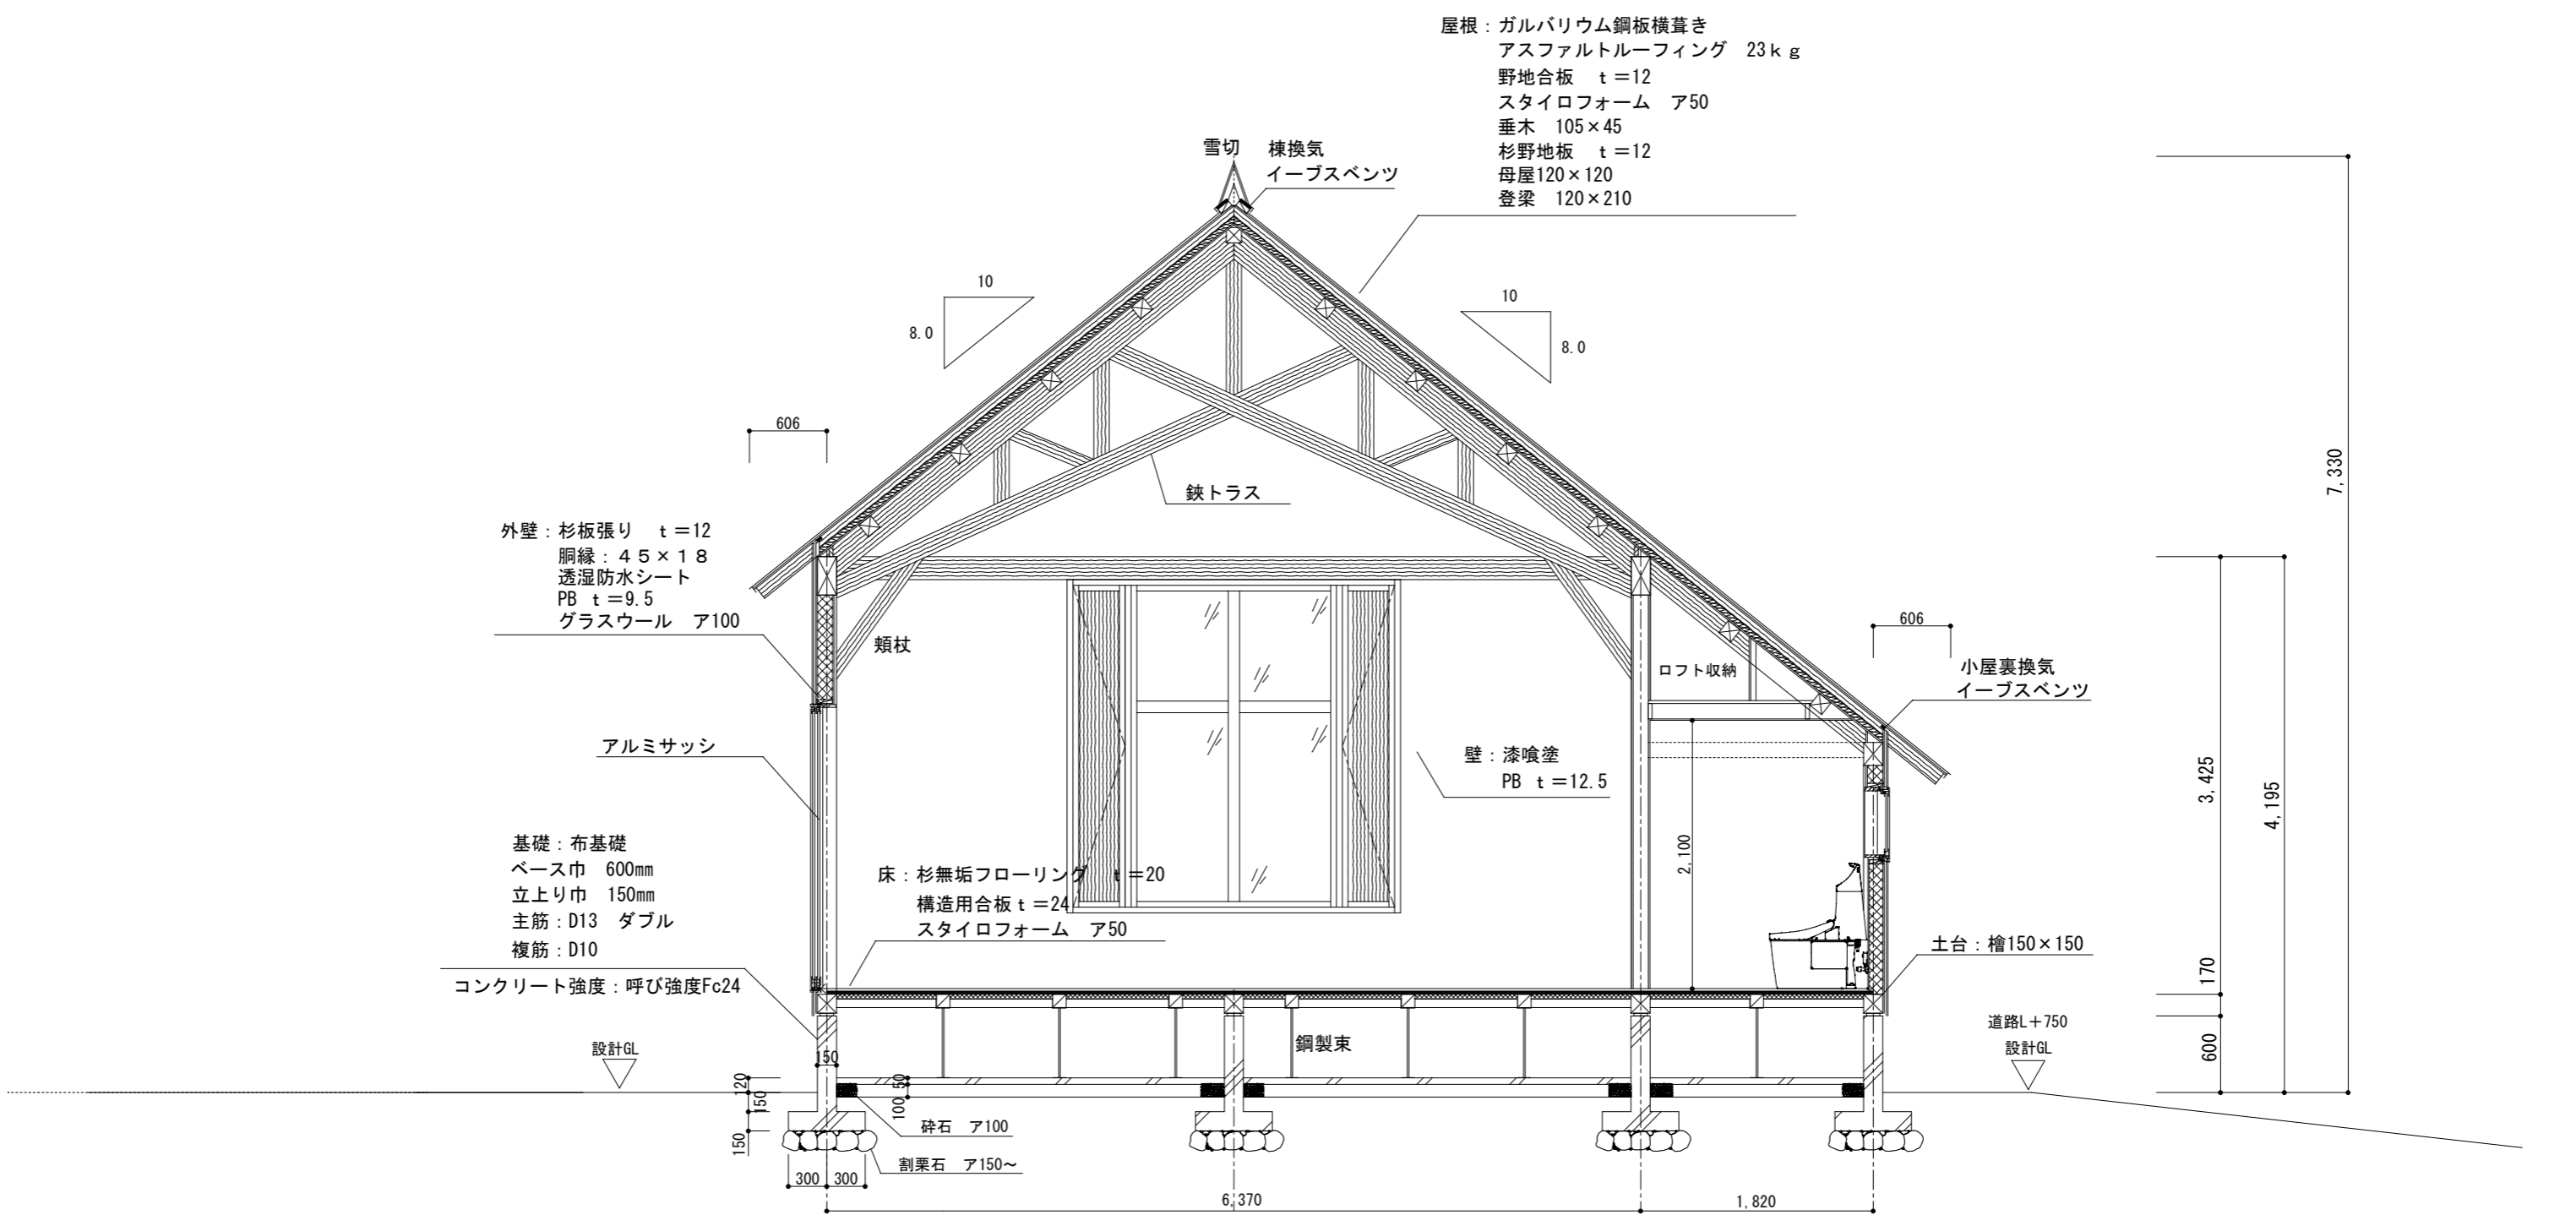 屋根：ガルバリウム鋼板横葺き
アスファルトルーフィング　23ｋｇ
野地合板　ｔ＝12
スタイロフォーム　ア50
垂木　105×45
杉野地板　ｔ＝12
母屋120×120
登梁　120×210
雪切
棟換気
イーブスベンツ
10
8.0
10
8.0
606
7,330
鋏トラス
外壁：杉板張り　ｔ＝12
胴縁：４５×１８
透湿防水シート
PB　ｔ＝9.5
グラスウール　ア100
頬杖
606
ロフト収納
小屋裏換気
イーブスベンツ
アルミサッシ
壁：漆喰塗
PB　ｔ＝12.5
3,425
4,195
2,100
基礎：布基礎
ベース巾　600㎜
立上り巾　150㎜
主筋：D13　ダブル
複筋：D10
コンクリート強度：呼び強度Fc24
床：杉無垢フローリング　ｔ＝20
構造用合板ｔ＝24
スタイロフォーム　ア50
土台：檜150×150
170
600
道路L＋750
設計GL
設計GL
鋼製束
150
120
150
150
50
100
砕石　ア100
割栗石　ア150～
300
300
6,370
1,820